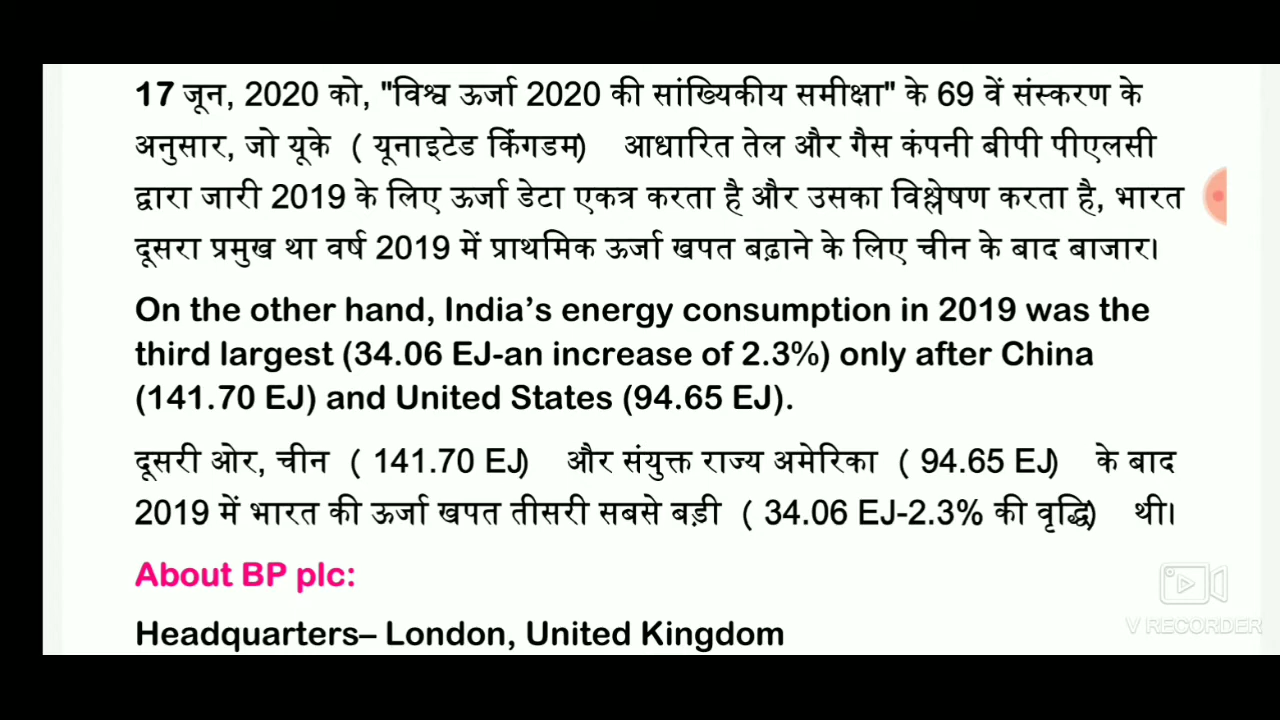 17 जून, 2020 को, "विश्व ऊर्जा 2020 की सांख्यिकीय समीक्षा" के 69 वें संस्करण के
अनुसार, जो यूके ( यूनाइटेड किंगडम) आधारित तेल और गैस कंपनी बीपी पीएलसी
द्वारा जारी 2019 के लिए ऊर्जा डेटा एकत्र करता है और उसका विश्लेषण करता है, भारत
दूसरा प्रमुख था वर्ष 2019 में प्राथमिक ऊर्जा खपत बढ़ाने के लिए चीन के बाद बाजार।
On the other hand, India's energy consumption in 2019 was the
third largest (34.06 EJ-an increase of 2.3%) only after China
(141.70 EJ) and United States (94.65 EJ).
दूसरी ओर, चीन ( 141.70 EJ) और संयुक्त राज्य अमेरिका ( 94.65 EJ) के बाद
2019 में भारत की ऊर्जा खपत तीसरी सबसे बड़ी ( 34.06 EJ-2.3% की वृद्धि) थी।
About BP plc:
Headquarters– London, United Kingdom
V RECORDER